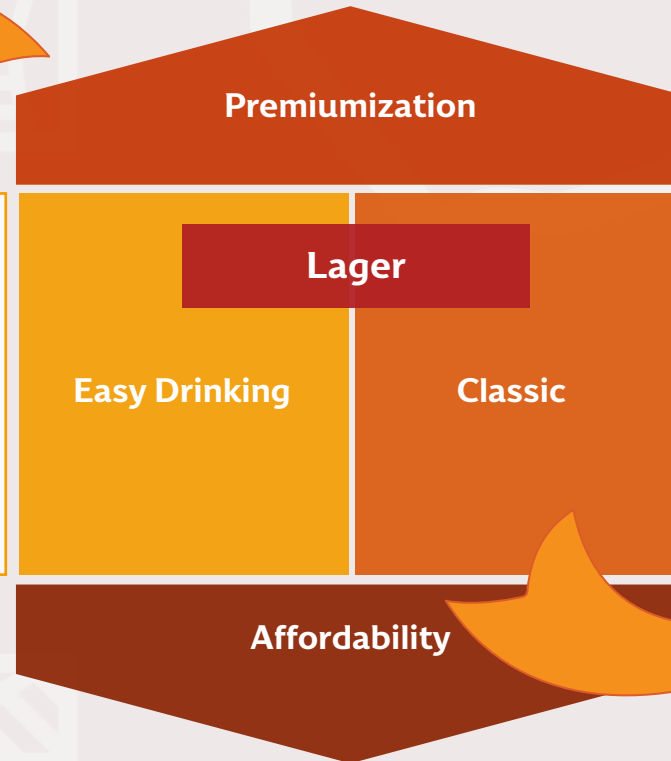 Premiumization
Lager
Easy Drinking
Classic
Affordability